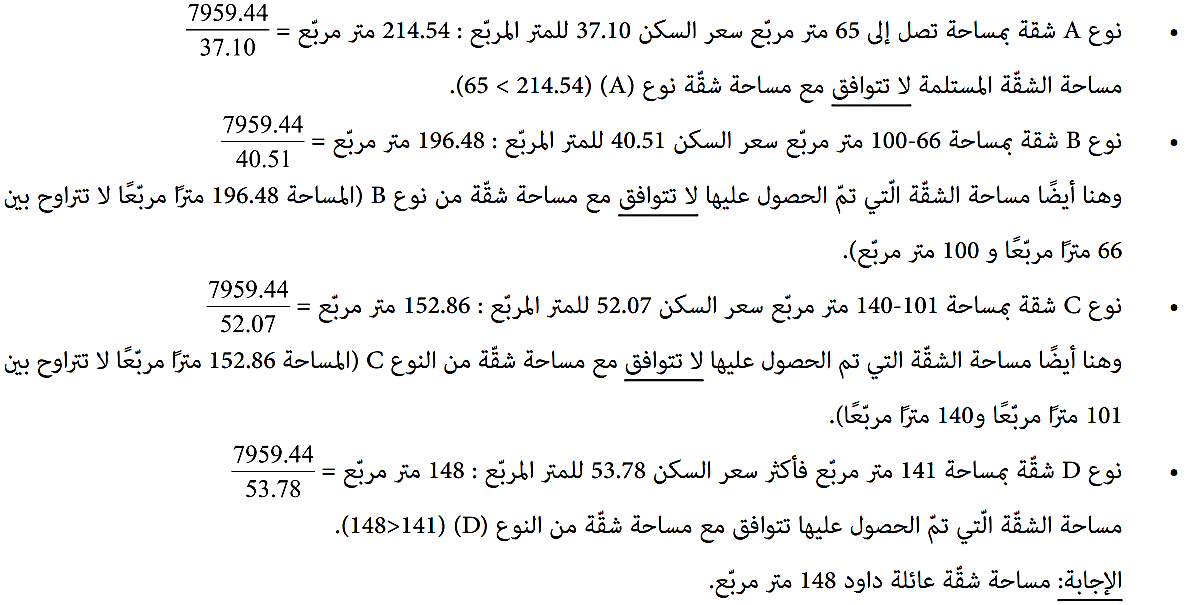 • نوع A شقة بمساحة تصل إلى 65 متر مربّع سعر السكن 37.10 للمتر المربّع : 214.54 متر مربّع = 7959.44/37.10
مساحة الشقّة المستلمة لا تتوافق مع مساحة شقّة نوع (A) (65 < 214.54).
• نوع B شقة بمساحة 66-100 متر مربّع سعر السكن 40.51 للمتر المربّع : 196.48 متر مربّع = 7959.44/40.51
وهنا أيضًا مساحة الشقّة الّتي تمّ الحصول عليها لا تتوافق مع مساحة شقّة من نوع B (المساحة 196.48 مترًا مربّعًا لا تتراوح بين
66 مترًا مربّعًا و 100 متر مربّع).
• نوع C شقة بمساحة 101-140 متر مربّع سعر السكن 52.07 للمتر المربّع : 152.86 متر مربّع = 7959.44/52.07
وهنا أيضًا مساحة الشقّة التي تم الحصول عليها لا تتوافق مع مساحة شقّة من النوع C (المساحة 152.86 مترًا مربّعًا لا تتراوح بين
101 مترًا مربّعًا و140 مترًا مربّعًا).
• نوع D شقّة بمساحة 141 متر مربّع فأكثر سعر السكن 53.78 للمتر المربّع : 148 متر مربّع = 7959.44/53.78
مساحة الشقّة الّتي تمّ الحصول عليها تتوافق مع مساحة شقّة من النوع (D) (148>141).
الإجابة: مساحة شقّة عائلة داود 148 متر مربّع.